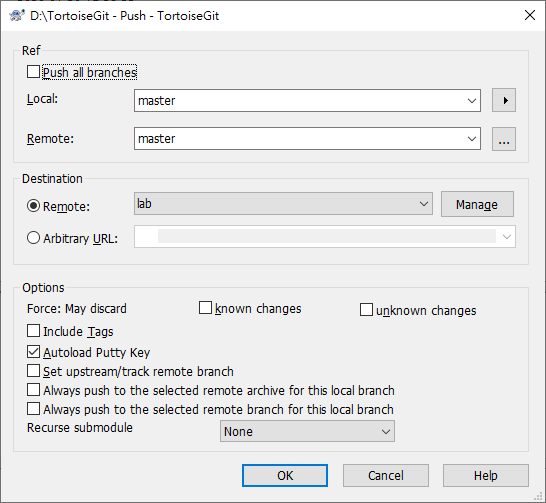 D:\TortoiseGit - Push - TortoiseGit
Ref
Push all branches
Local:
master
Remote:
master
...
Destination
Remote:
lab
Manage
Arbitrary URL:
Options
Force: May discard
known changes
unknown changes
Include Tags
Autoload Putty Key
Set upstream/track remote branch
Always push to the selected remote archive for this local branch
Always push to the selected remote branch for this local branch
Recurse submodule
None
OK
Cancel
Help